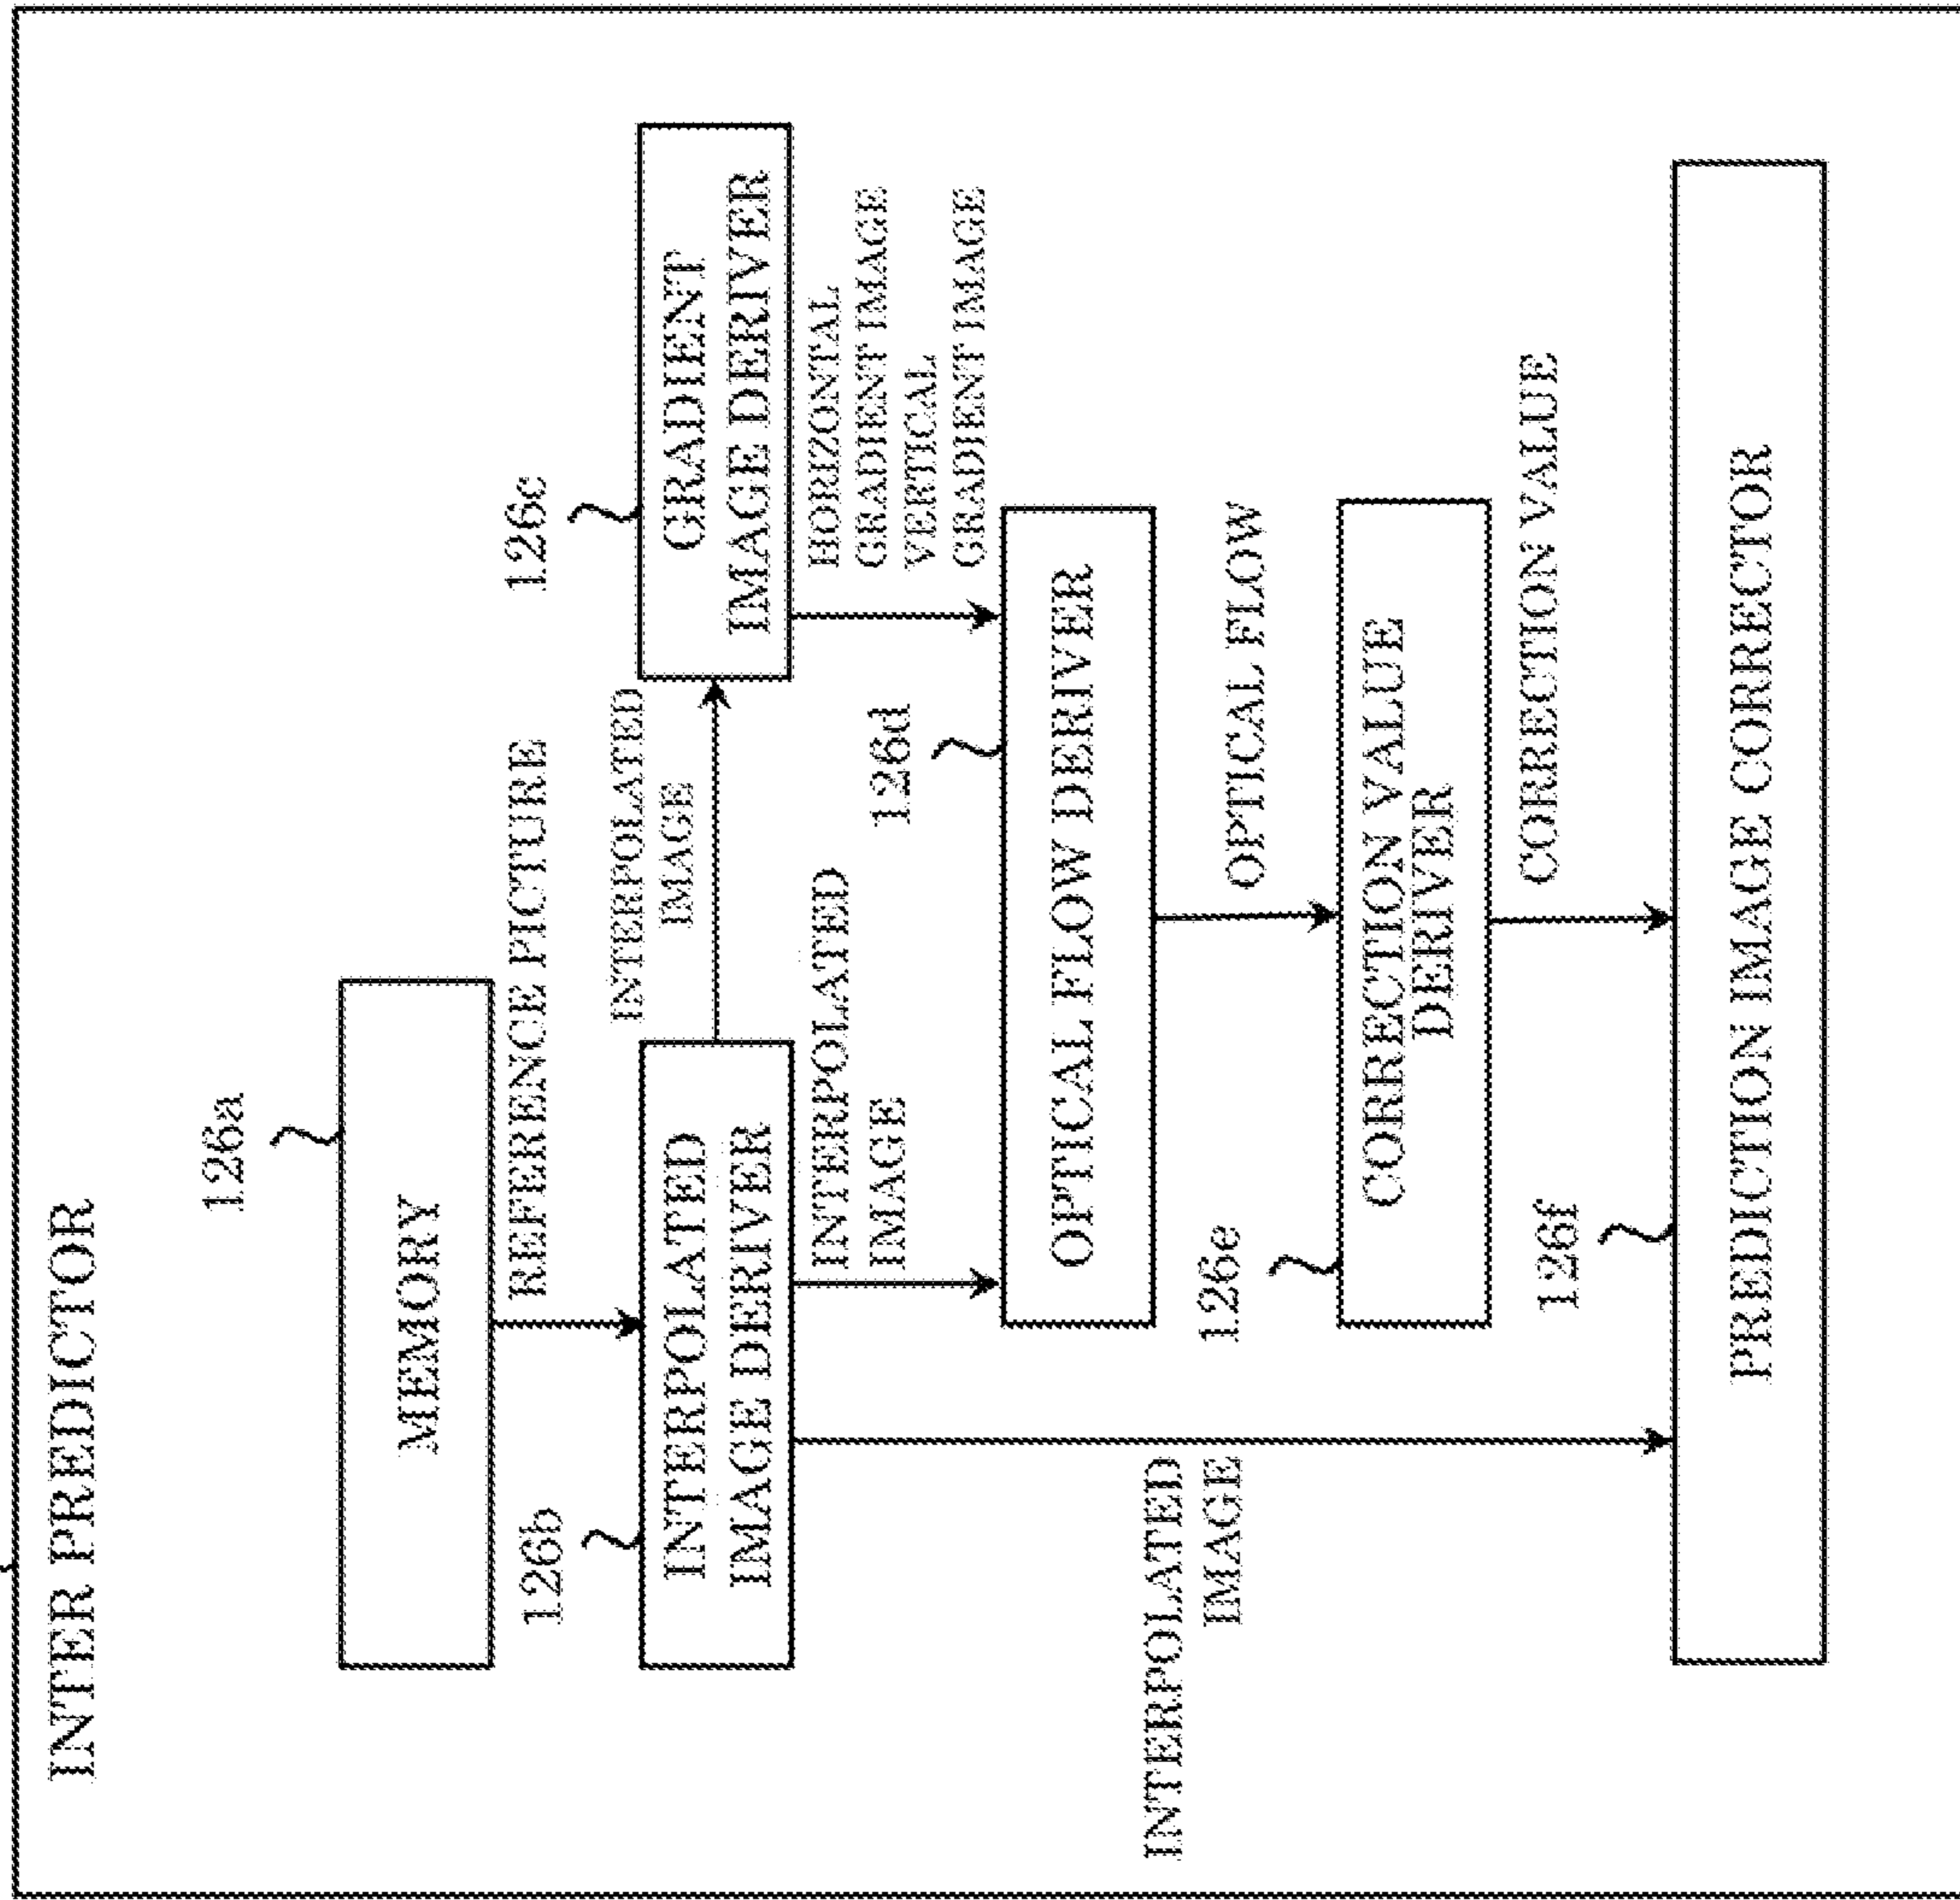 INTER PREDICTOR
126a
MEMORY
REFERENCE PICTURE
126b
INTERPOLATED
IMAGE DERIVER
INTERPOLATED
IMAGE
126c
GRADIENT
IMAGE DERIVER
INTERPOLATED
IMAGE
HORIZONTAL
GRADIENT IMAGE
VERTICAL
GRADIENT IMAGE
126d
OPTICAL FLOW DERIVER
INTERPOLATED
IMAGE
OPTICAL FLOW
126e
CORRECTION VALUE
DERIVER
CORRECTION VALUE
126f
PREDICTION IMAGE CORRECTOR